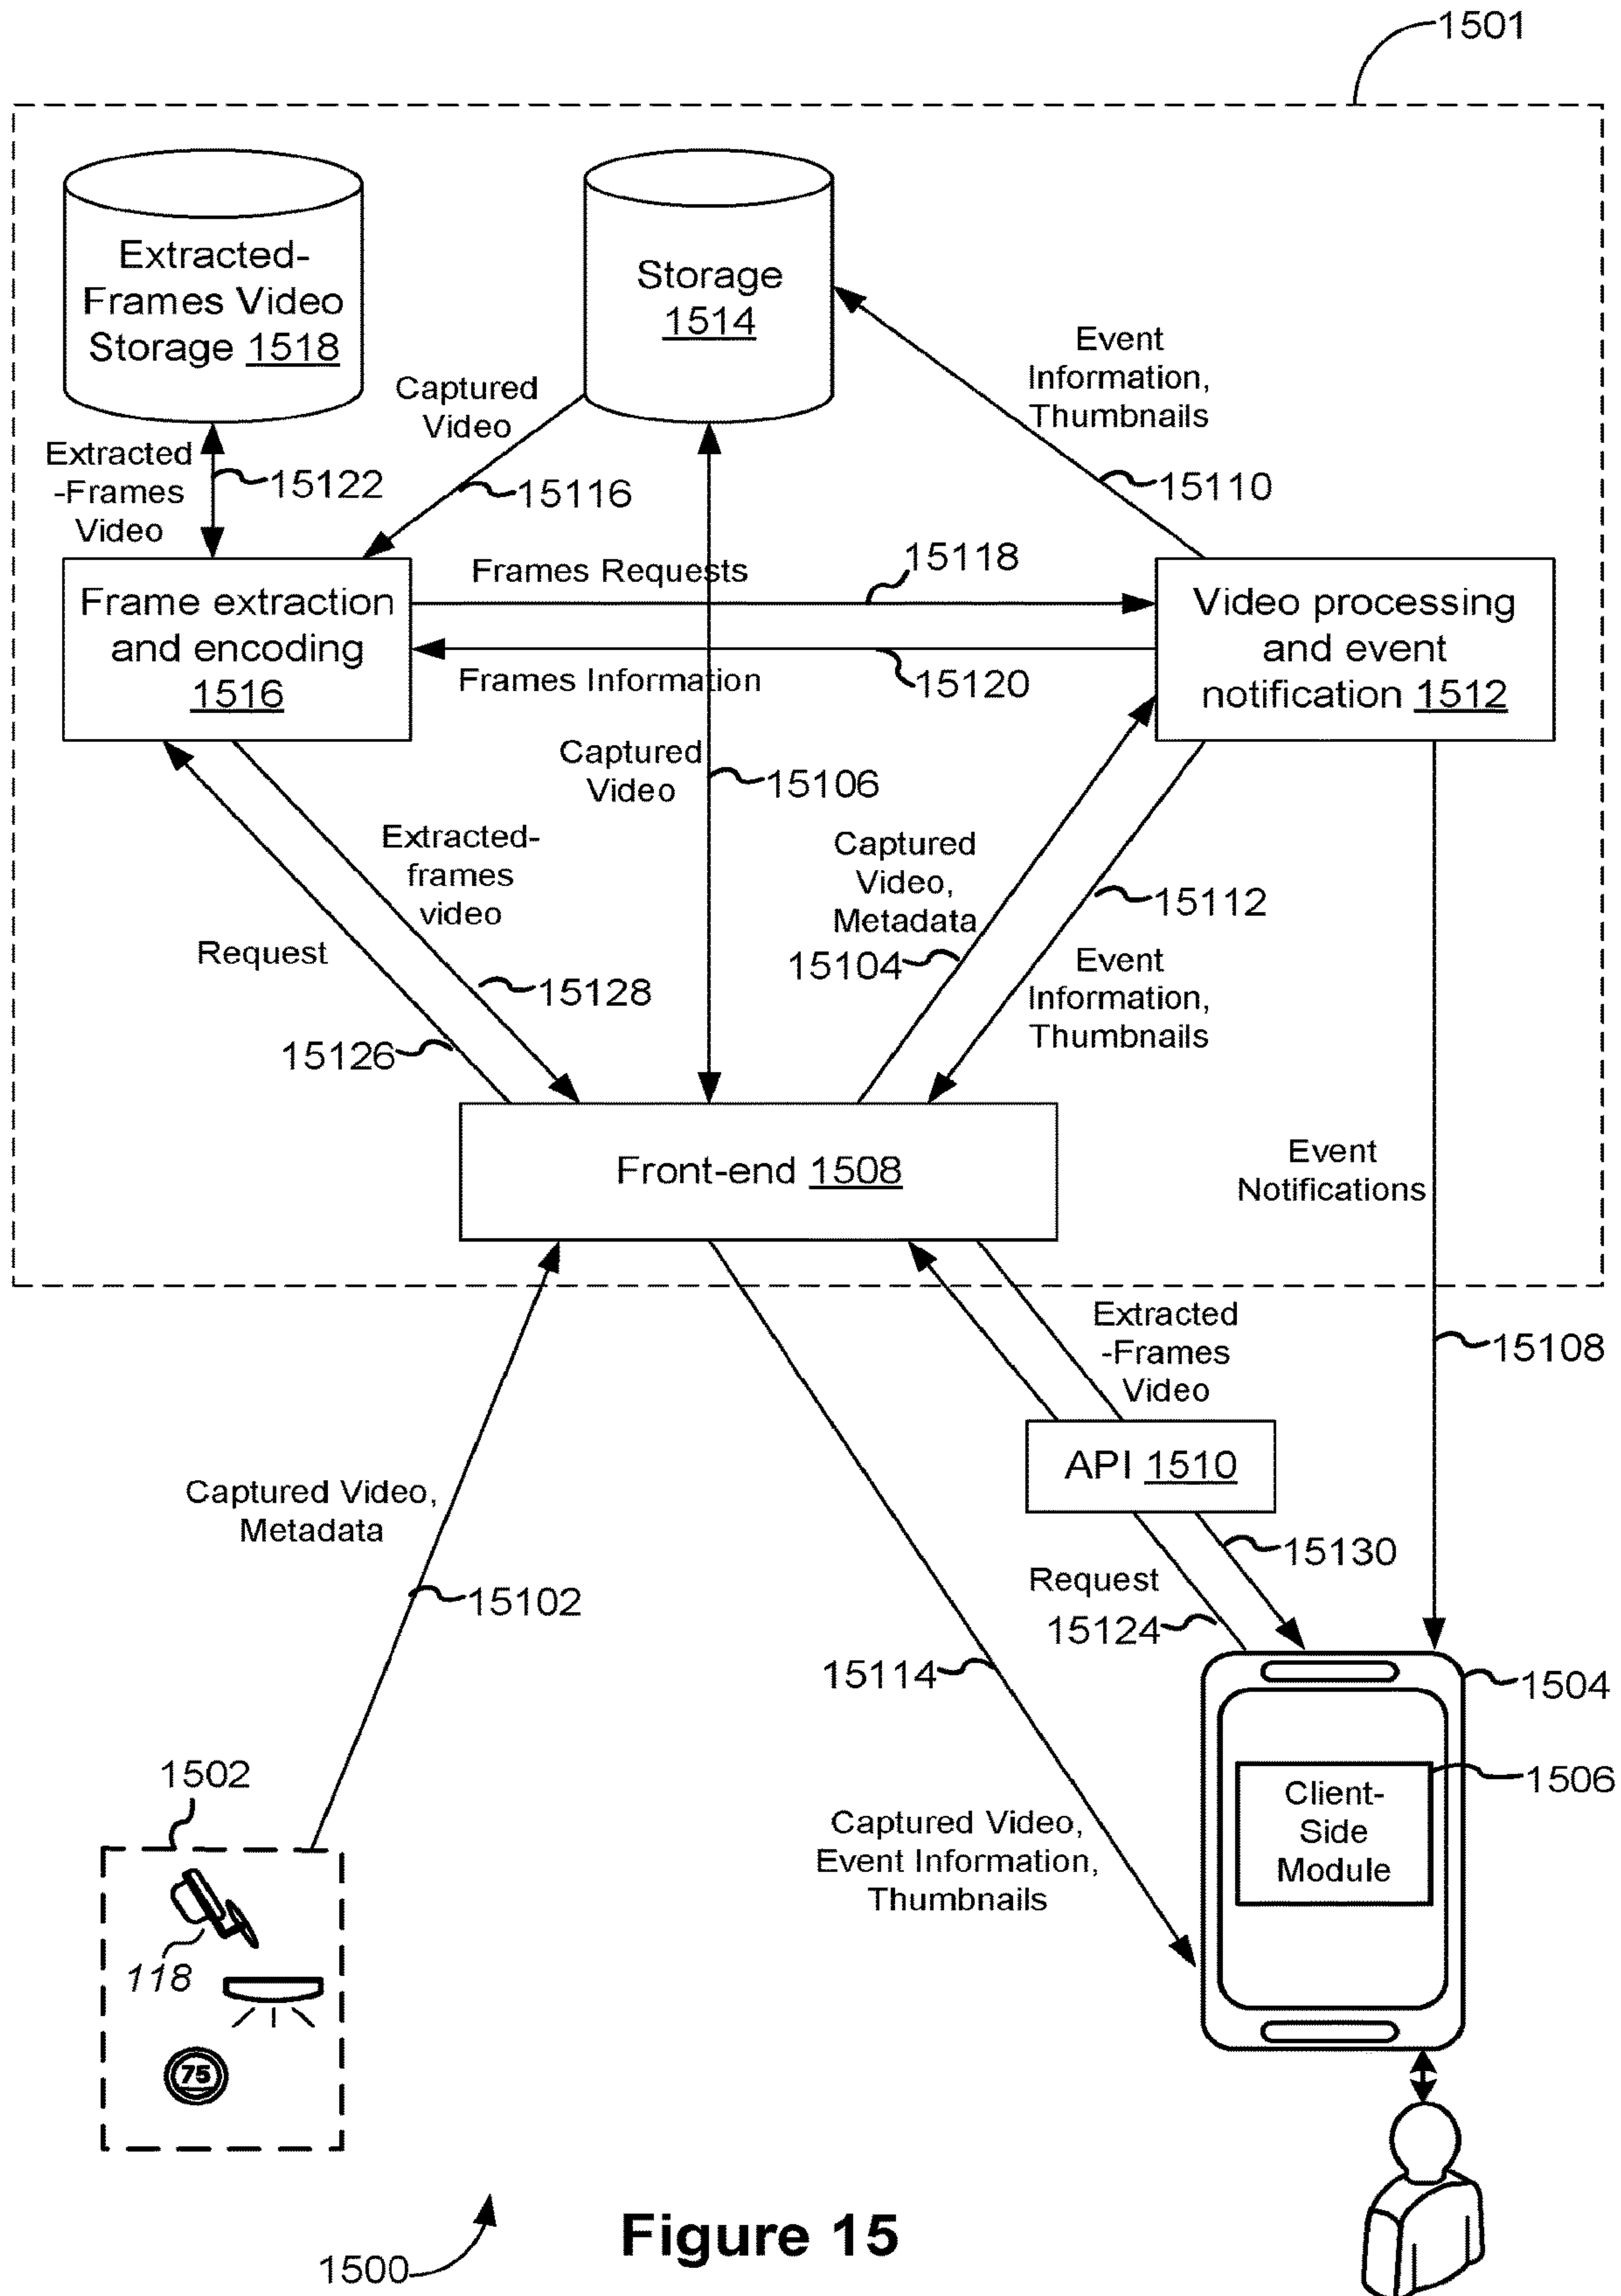 1501
Extracted-
Frames Video
Storage 1518
Storage
1514
Event
Information,
Thumbnails
Captured
Video
Extracted
-Frames
Video
15122
15116
15110
Frames Requests
15118
Frame extraction
and encoding
1516
Video processing
and event
notification 1512
Frames Information
15120
Captured
Video
15106
Extracted-
frames
video
Captured
Video,
Metadata
15104
15112
Request
15128
Event
Information,
Thumbnails
15126
Front-end 1508
Event
Notifications
Extracted
-Frames
Video
15108
API 1510
Captured Video,
Metadata
15130
Request
15124
15102
15114
1504
1502
1506
Client-
Side
Module
Captured Video,
Event Information,
Thumbnails
118
75
Figure 15
1500